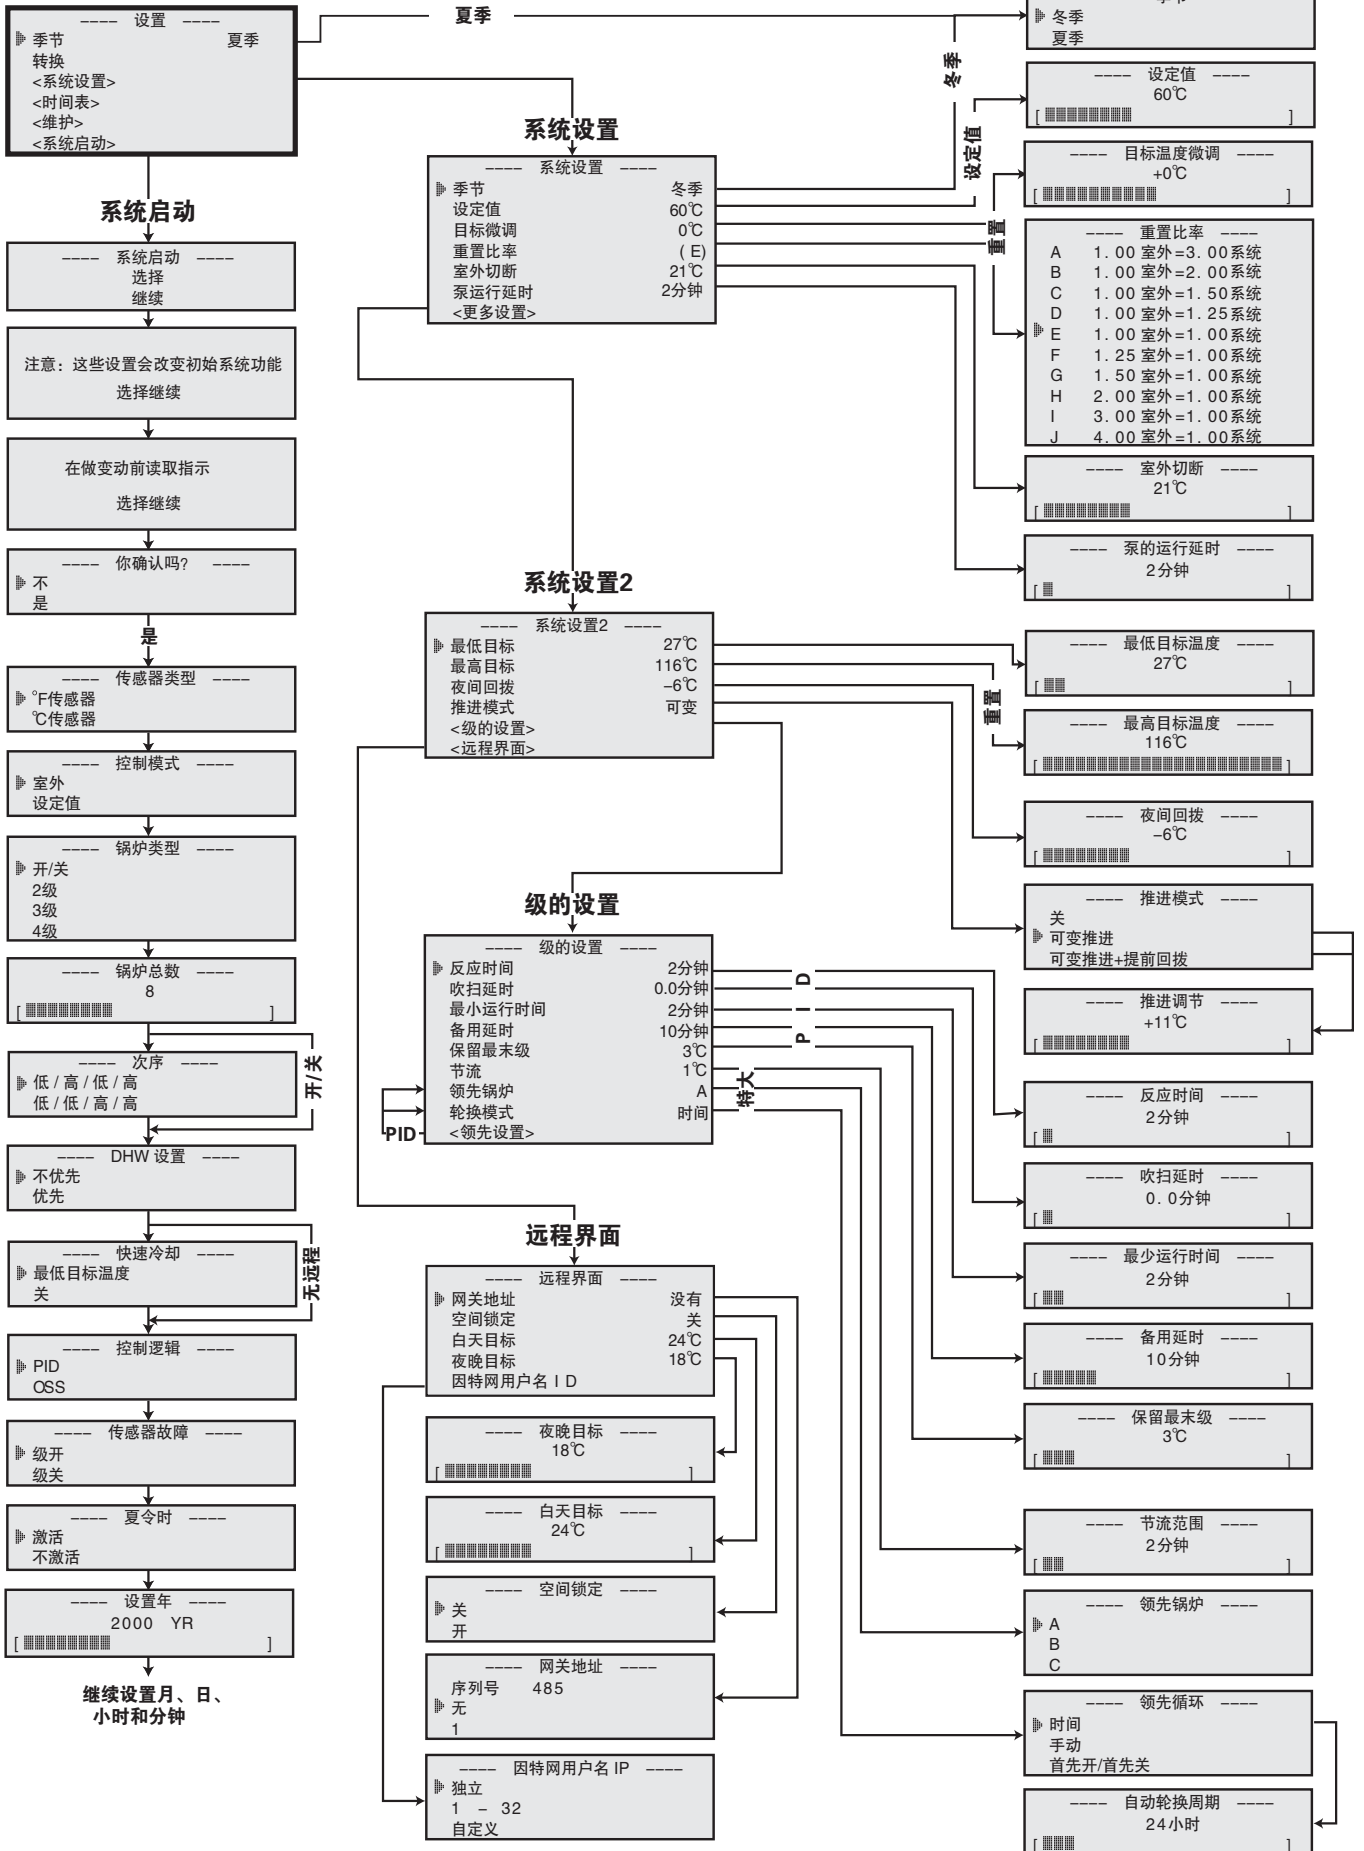 ---- 设置 ----
季节 夏季
转换
<系统设置>
<时间表>
<维护>
<系统启动>
系统启动
---- 系统启动 ----
选择
继续
注意：这些设置会改变初始系统功能
选择继续
在做变动前读取指示
选择继续
---- 你确认吗？ ----
不
是
是
---- 传感器类型 ----
°F传感器
℃传感器
---- 控制模式 ----
室外
设定值
---- 锅炉类型 ----
开/关
2级
3级
4级
---- 锅炉总数 ----
8
[ ]
开/关
---- 次序 ----
低 / 高 / 低 / 高
低 / 低 / 高 / 高
---- DHW 设置 ----
不优先
优先
无远程
---- 快速冷却 ----
最低目标温度
关
---- 控制逻辑 ----
PID
OSS
---- 传感器故障 ----
级开
级关
---- 夏令时 ----
激活
不激活
---- 设置年 ----
2000 YR
[ ]
继续设置月、日、
小时和分钟
夏季
系统设置
---- 系统设置 ----
季节 冬季
设定值 60℃
目标微调 0℃
重置比率 ( E)
室外切断 21℃
泵运行延时 2分钟
<更多设置>
冬季
设定值
重置
系统设置2
---- 系统设置2 ----
最低目标 27℃
最高目标 116℃
夜间回拨 −6℃
推进模式 可变
<级的设置>
<远程界面>
重置
级的设置
---- 级的设置 ----
反应时间 2分钟
吹扫延时 0.0分钟
最小运行时间 2分钟
备用延时 10分钟
保留最末级 3℃
节流 1℃
领先锅炉 A
轮换模式 时间
<领先设置>
PID
P I D
特大
远程界面
---- 远程界面 ----
网关地址 没有
空间锁定 关
白天目标 24℃
夜晚目标 18℃
因特网用户名 I D
---- 夜晚目标 ----
18℃
[ ]
---- 白天目标 ----
24℃
[ ]
---- 空间锁定 ----
关
开
---- 网关地址 ----
序列号 485
无
1
---- 因特网用户名 IP ----
独立
1 – 32
自定义
冬季
夏季
---- 设定值 ----
60℃
[ ]
---- 目标温度微调 ----
+0℃
[ ]
---- 重置比率 ----
A 1. 00 室外=3. 00系统
B 1. 00 室外=2. 00系统
C 1. 00 室外=1. 50系统
D 1. 00 室外=1. 25系统
E 1. 00 室外=1. 00系统
F 1. 25 室外=1. 00系统
G 1. 50 室外=1. 00系统
H 2. 00 室外=1. 00系统
I 3. 00 室外=1. 00系统
J 4. 00 室外=1. 00系统
---- 室外切断 ----
21℃
[ ]
---- 泵的运行延时 ----
2分钟
[ ]
---- 最低目标温度 ----
27℃
[ ]
---- 最高目标温度 ----
116℃
[ ]
---- 夜间回拨 ----
−6℃
[ ]
---- 推进模式 ----
关
可变推进
可变推进+提前回拨
---- 推进调节 ----
+11℃
[ ]
---- 反应时间 ----
2分钟
[ ]
---- 吹扫延时 ----
0. 0分钟
[ ]
---- 最少运行时间 ----
2分钟
[ ]
---- 备用延时 ----
10分钟
[ ]
---- 保留最末级 ----
3℃
[ ]
---- 节流范围 ----
2分钟
[ ]
---- 领先锅炉 ----
A
B
C
---- 领先循环 ----
时间
手动
首先开/首先关
---- 自动轮换周期 ----
24小时
[ ]